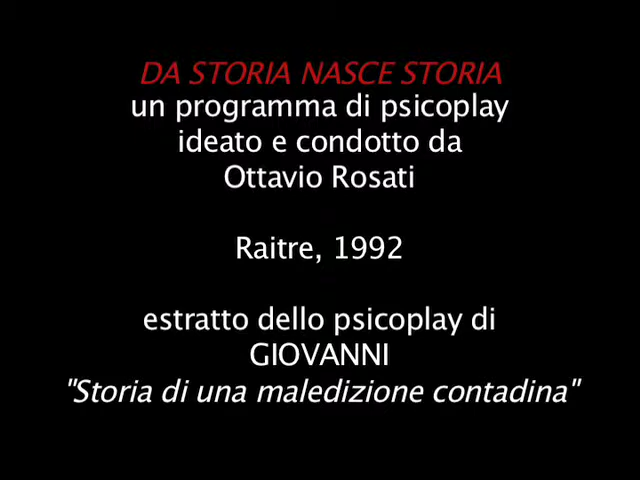 DA STORIA NASCE STORIA
un programma di psicoplay
ideato e condotto da
Ottavio Rosati
Raitre, 1992
estratto dello psicoplay di
GIOVANNI
"Storia di una maledizione contadina"